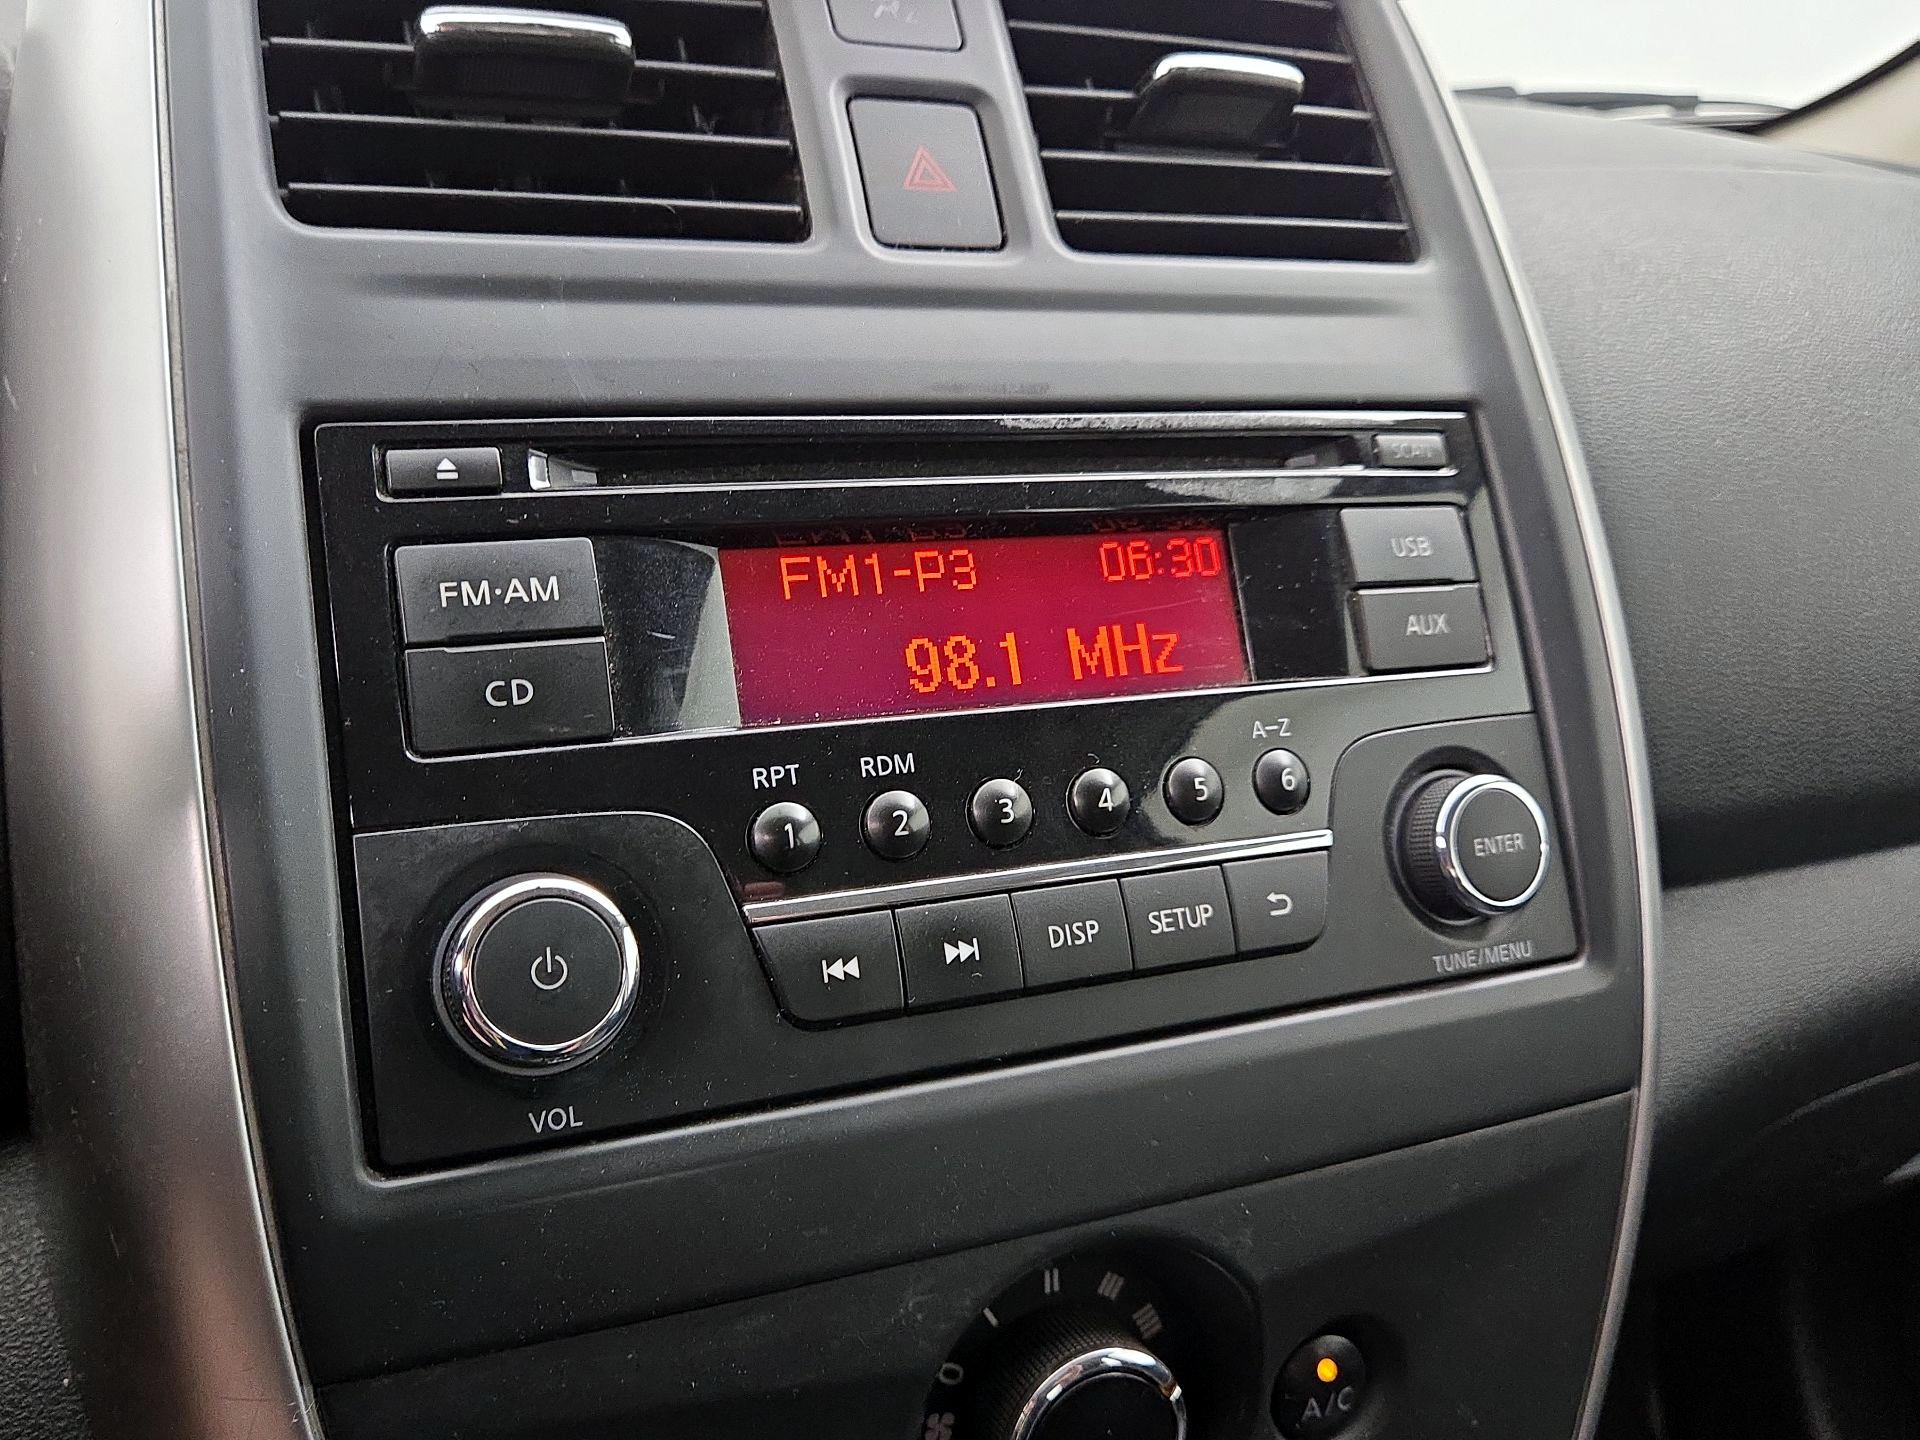 SCAN
FM1-P3 06:30
98.1 MHz
FM·AM
CD
USB
AUX
RPT RDM A-Z
1 2 3 4 5 6
ENTER
TUNE/MENU
DISP SETUP
VOL
0
A/C